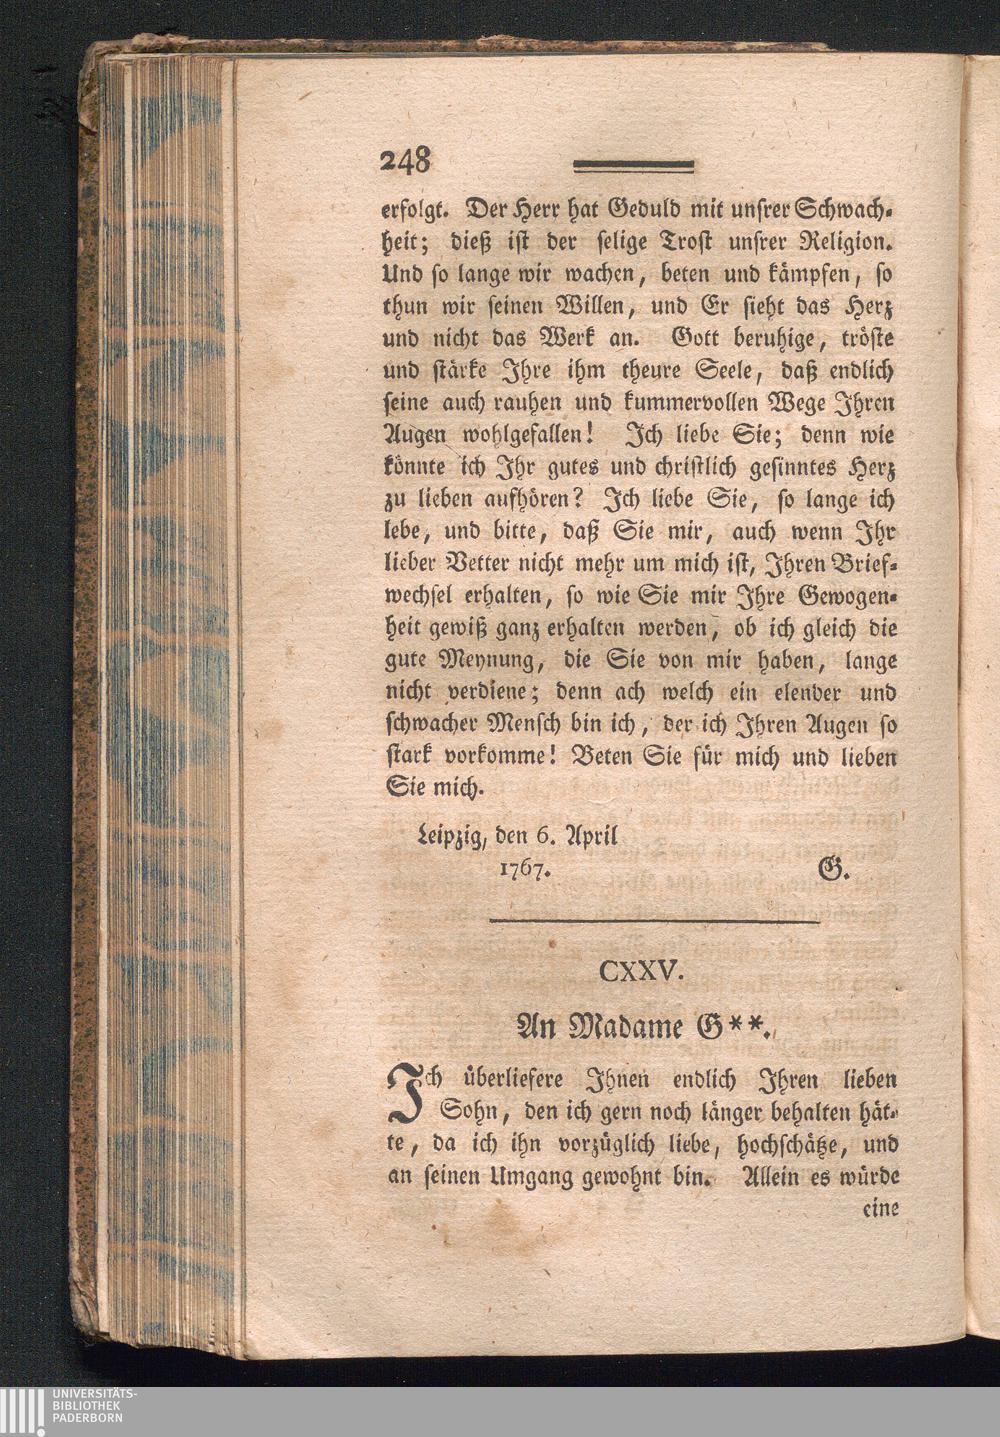 248
erfolgt. Der Herr hat Geduld mit unsrer Schwach-
heit; dieß ist der selige Trost unsrer Religion.
Und so lange wir wachen, beten und kämpfen, so
thun wir seinen Willen, und Er sieht das Herz
und nicht das Werk an. Gott beruhige, tröste
und stärke Ihre ihm theure Seele, daß endlich
seine auch rauhen und kummervollen Wege Ihren
Augen wohlgefallen! Ich liebe Sie; denn wie
könnte ich Ihr gutes und christlich gesinntes Herz
zu lieben aufhören? Ich liebe Sie, so lange ich
lebe, und bitte, daß Sie mir, auch wenn Ihr
lieber Vetter nicht mehr um mich ist, Ihren Brief-
wechsel erhalten, so wie Sie mir Ihre Gewogen-
heit gewiß ganz erhalten werden, ob ich gleich die
gute Meynung, die Sie von mir haben, lange
nicht verdiene; denn ach welch ein elender und
schwacher Mensch bin ich, der ich Ihren Augen so
stark vorkomme! Beten Sie für mich und lieben
Sie mich.
Leipzig, den 6. April
1767. G.
CXXV.
An Madame G**.
Ich überliefere Ihnen endlich Ihren lieben
Sohn, den ich gern noch länger behalten hät-
te, da ich ihn vorzüglich liebe, hochschätze, und
an seinen Umgang gewohnt bin. Allein es würde
eine
UNIVERSITÄTS-
BIBLIOTHEK
PADERBORN